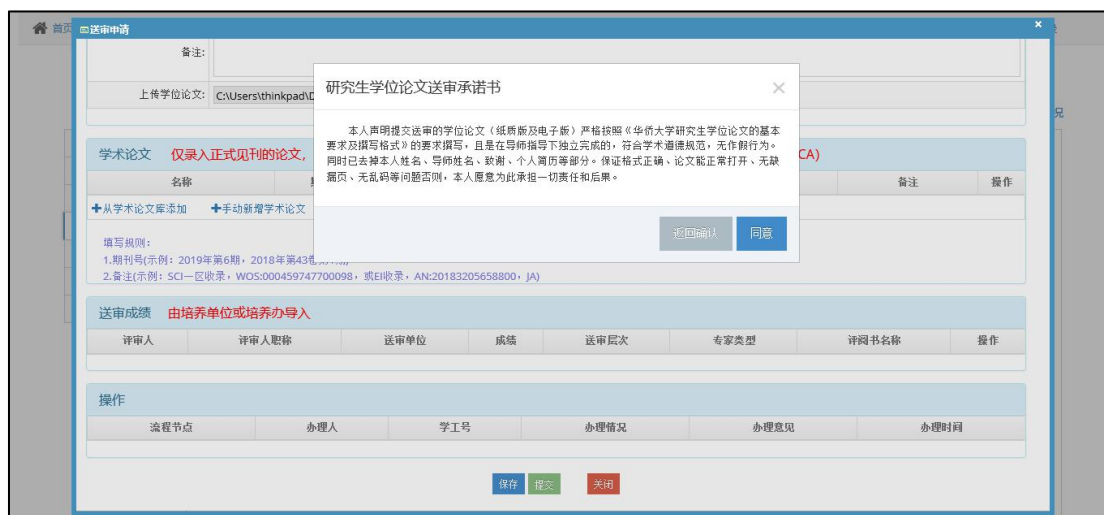 首页
送审申请
备注:
上传学位论文: C:\Users\thinkpad\D
研究生学位论文送审承诺书
本人声明提交送审的学位论文(纸质版及电子版)严格按照《华侨大学研究生学位论文的基本
要求及撰写格式》的要求撰写,且是在导师指导下独立完成的,符合学术道德规范,无作假行为。
同时已去掉本人姓名、导师姓名、致谢、个人简历等部分。保证格式正确、论文能正常打开、无缺
漏页、无乱码等问题否则,本人愿意为此承担一切责任和后果。
返回确认 同意
况
学术论文 仅录入正式见刊的论文, CA)
名称 备注 操作
从学术论文库添加 手动新增学术论文
填写规则:
1.期刊号(示例:2019年第6期,2018年第43卷
2.备注(示例:SCI一区收录,WOS:000459747700098,或EI收录,AN:20183205658800,JA)
送审成绩 由培养单位或培养办导入
评审人 评审人职称 送审单位 成绩 送审层次 专家类型 评阅书名称 操作
操作
流程节点 办理人 学工号 办理情况 办理意见 办理时间
保存 提交 关闭